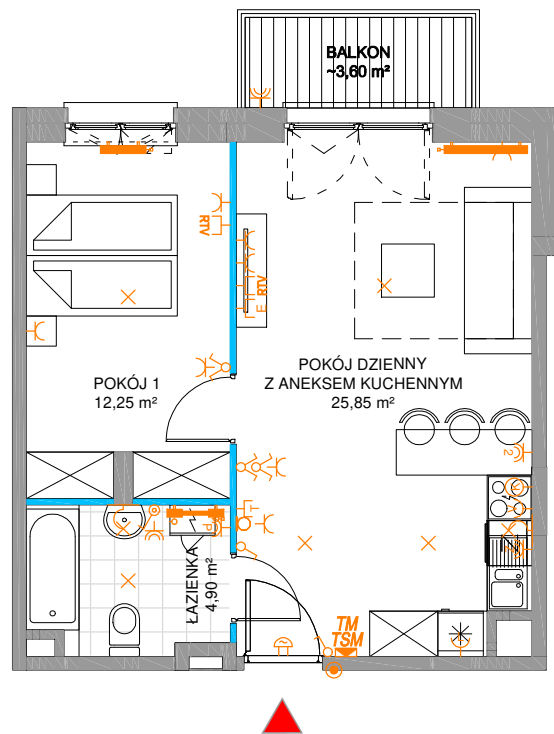 BALKON
~3,60 m²
RTV
E RTV
POKÓJ 1
12,25 m²
POKÓJ DZIENNY
Z ANEKSEM KUCHENNYM
25,85 m²
2
ŁAZIENKA
4,90 m²
P
TM
TSM